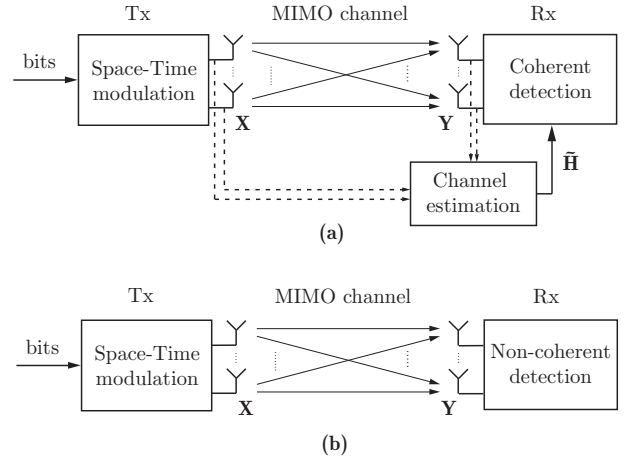 Tx MIMO channel Rx
bits
Space-Time
modulation
Coherent
detection
X Y
H̃
Channel
estimation
(a)
Tx MIMO channel Rx
bits
Space-Time
modulation
Non-coherent
detection
X Y
(b)